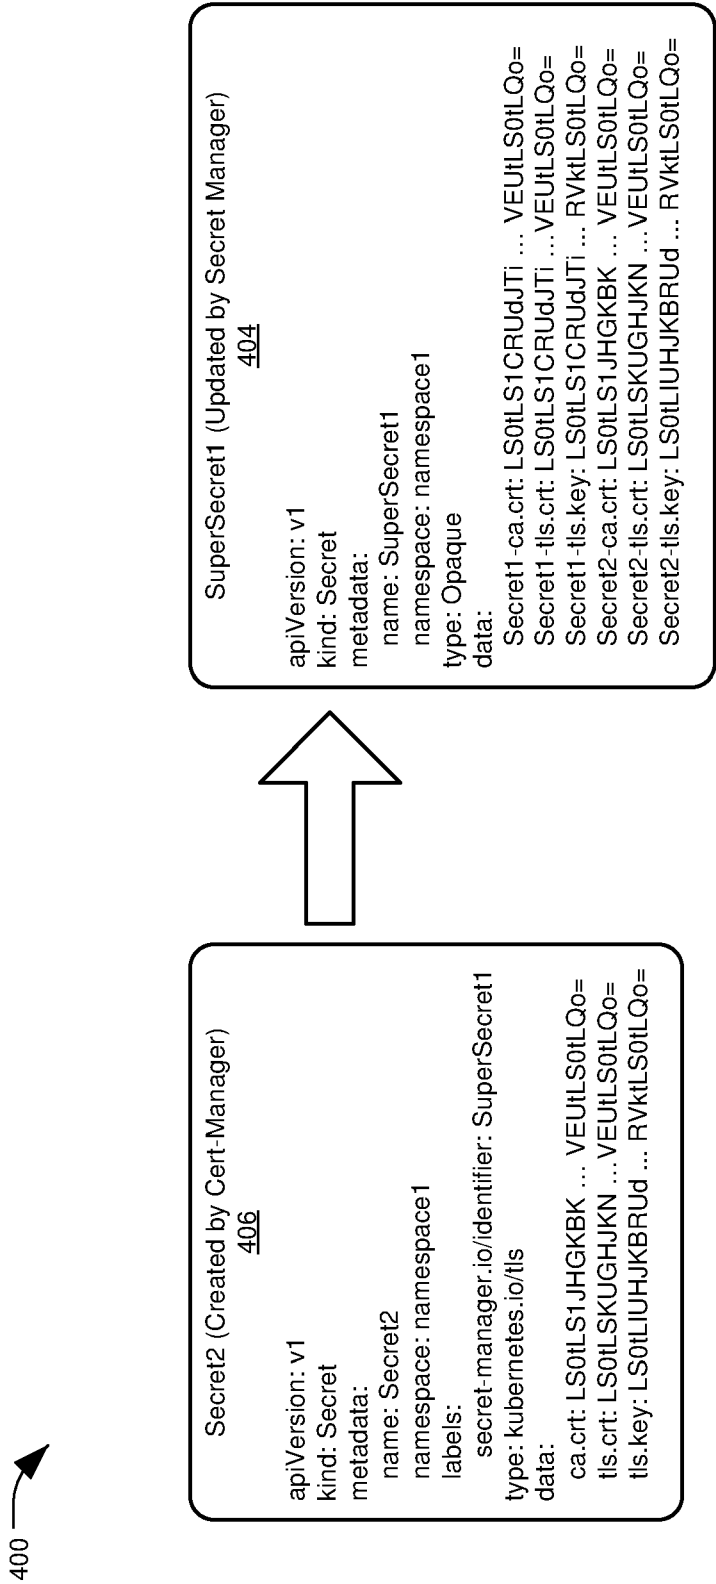 400
Secret2 (Created by Cert-Manager)
406
apiVersion: v1
kind: Secret
metadata:
name: Secret2
namespace: namespace1
labels:
secret-manager.io/identifier: SuperSecret1
type: kubernetes.io/tls
data:
ca.crt: LS0tLS1JHGKBK ... VEUtLS0tLQo=
tls.crt: LS0tLSKUGHJKN ...VEUtLS0tLQo=
tls.key: LS0tLIUHJKBRUd ... RVktLS0tLQo=
SuperSecret1 (Updated by Secret Manager)
404
apiVersion: v1
kind: Secret
metadata:
name: SuperSecret1
namespace: namespace1
type: Opaque
data:
Secret1-ca.crt: LS0tLS1CRUdJTi ... VEUtLS0tLQo=
Secret1-tls.crt: LS0tLS1CRUdJTi ...VEUtLS0tLQo=
Secret1-tls.key: LS0tLS1CRUdJTi ... RVktLS0tLQo=
Secret2-ca.crt: LS0tLS1JHGKBK ... VEUtLS0tLQo=
Secret2-tls.crt: LS0tLSKUGHJKN ...VEUtLS0tLQo=
Secret2-tls.key: LS0tLIUHJKBRUd ... RVktLS0tLQo=